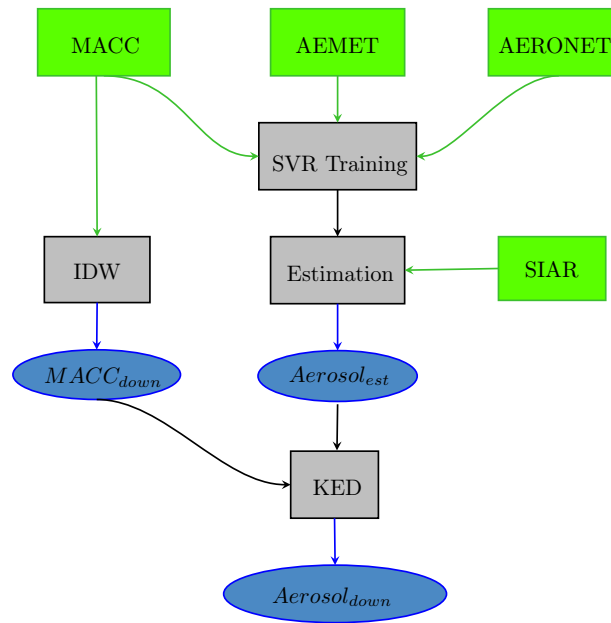 MACC
AEMET
AERONET
SVR Training
IDW
Estimation
SIAR
MACC_down
Aerosol_est
KED
Aerosol_down